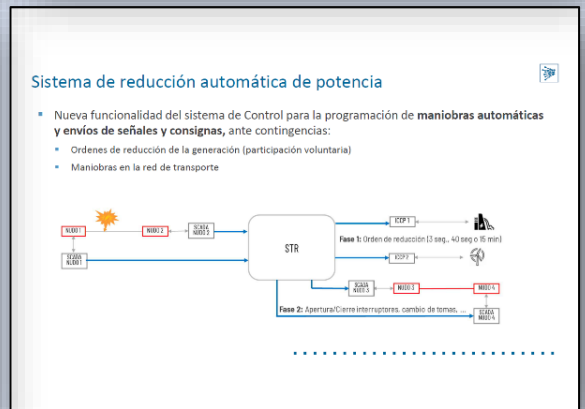 Sistema de reducción automática de potencia
Nueva funcionalidad del sistema de Control para la programación de maniobras automáticas
y envíos de señales y consignas, ante contingencias:
Ordenes de reducción de la generación (participación voluntaria)
Maniobras en la red de transporte
NUDO 1
NUDO 2
SCADA
NUDO 2
SCADA
NUDO 1
STR
ICCP 1
Fase 1: Orden de reducción (3 seg., 40 seg o 15 min)
ICCP 2
SCADA
NUDO 3
NUDO 3
NUDO 4
Fase 2: Apertura/Cierre interruptores, cambio de tomas, ...
SCADA
NUDO 4